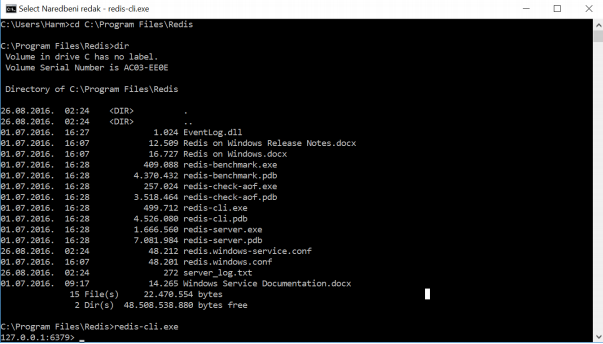 Select Naredbeni redak - redis-cli.exe
C:\Users\Harm>cd C:\Program Files\Redis
C:\Program Files\Redis>dir
Volume in drive C has no label.
Volume Serial Number is AC03-EE0E
Directory of C:\Program Files\Redis
26.08.2016.  02:24    <DIR>          .
26.08.2016.  02:24    <DIR>          ..
01.07.2016.  16:27             1.024 EventLog.dll
01.07.2016.  16:07            12.509 Redis on Windows Release Notes.docx
01.07.2016.  16:07            16.727 Redis on Windows.docx
01.07.2016.  16:28           409.088 redis-benchmark.exe
01.07.2016.  16:28         4.370.432 redis-benchmark.pdb
01.07.2016.  16:28           257.024 redis-check-aof.exe
01.07.2016.  16:28         3.518.464 redis-check-aof.pdb
01.07.2016.  16:28           499.712 redis-cli.exe
01.07.2016.  16:28         4.526.080 redis-cli.pdb
01.07.2016.  16:28         1.666.560 redis-server.exe
01.07.2016.  16:28         7.081.984 redis-server.pdb
26.08.2016.  02:24            48.212 redis.windows-service.conf
01.07.2016.  16:07            48.201 redis.windows.conf
26.08.2016.  02:24               272 server_log.txt
01.07.2016.  09:17            14.265 Windows Service Documentation.docx
15 File(s)     22.470.554 bytes
2 Dir(s)  48.508.538.880 bytes free
C:\Program Files\Redis>redis-cli.exe
127.0.0.1:6379> _